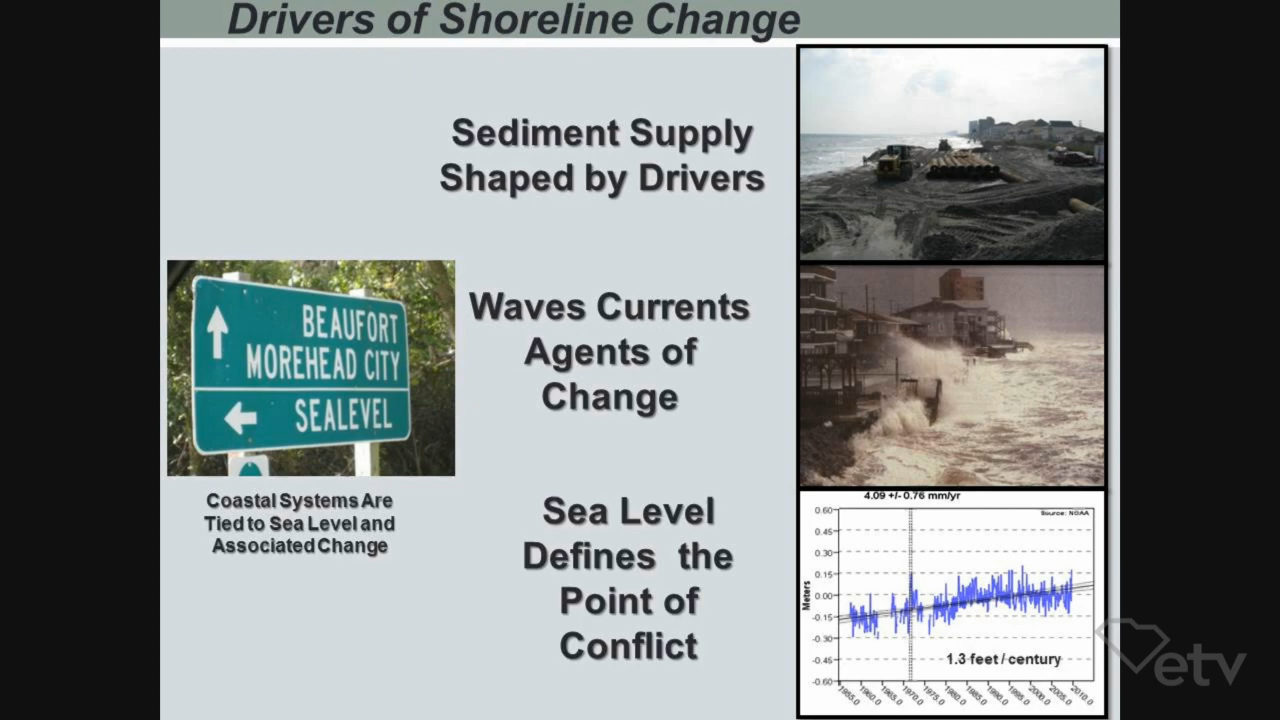 Drivers of Shoreline Change
Sediment Supply
Shaped by Drivers
BEAUFORT
MOREHEAD CITY
SEALEVEL
Coastal Systems Are
Tied to Sea Level and
Associated Change
Waves Currents
Agents of
Change
Sea Level
Defines the
Point of
Conflict
4.09 +/- 0.76 mm/yr
Source: NOAA
0.60
0.45
0.30
0.15
0.00
-0.15
-0.30
-0.45
-0.60
Meters
1.3 feet / century
1955.0 1960.0 1965.0 1970.0 1975.0 1980.0 1985.0 1990.0 1995.0 2000.0 2005.0 2010.0
etv